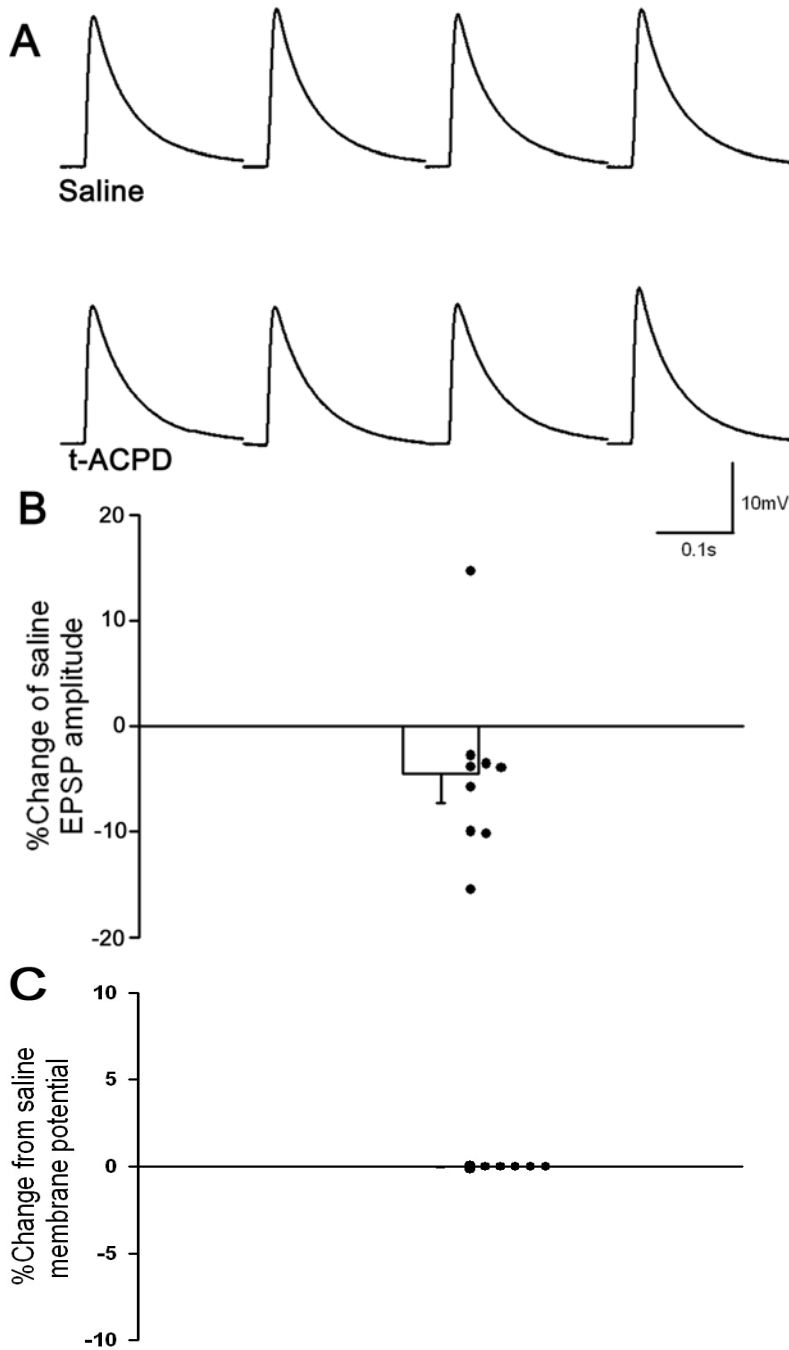 A
Saline
t-ACPD
10mV
0.1s
B
%Change of saline
EPSP amplitude
20
10
0
-10
-20
C
%Change from saline
membrane potential
10
5
0
-5
-10